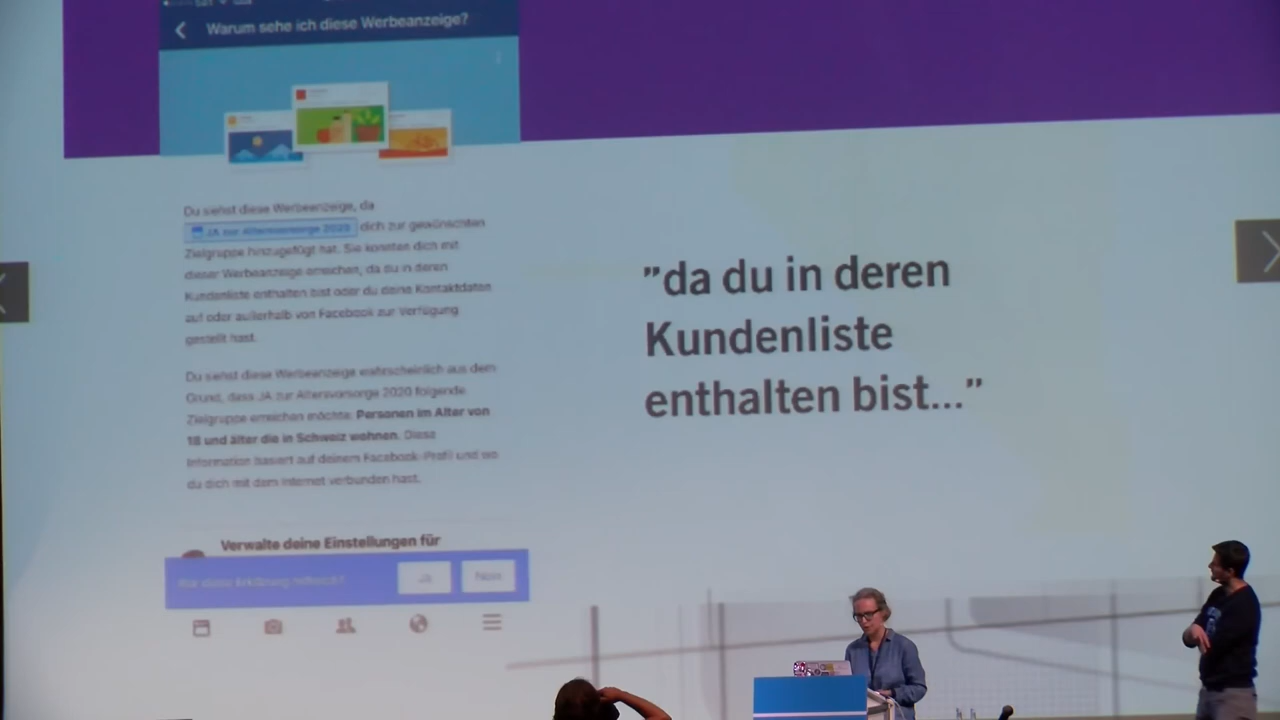 Warum sehe ich diese Werbeanzeige?
Du siehst diese Werbeanzeige, da
JA zur Altersvorsorge 2020 dich zur gewünschten
Zielgruppe hinzugefügt hat. Sie konnten dich mit
dieser Werbeanzeige erreichen, da du in deren
Kundenliste enthalten bist oder du deine Kontaktdaten
auf oder außerhalb von Facebook zur Verfügung
gestellt hast.
Du siehst diese Werbeanzeige wahrscheinlich aus dem
Grund, dass JA zur Altersvorsorge 2020 folgende
Zielgruppe erreichen möchte: Personen im Alter von
18 und älter die in Schweiz wohnen. Diese
Information basiert auf deinem Facebook-Profil und wo
du dich mit dem Internet verbunden hast.
Verwalte deine Einstellungen für
War diese Erklärung hilfreich?
Ja
Nein
"da du in deren
Kundenliste
enthalten bist..."